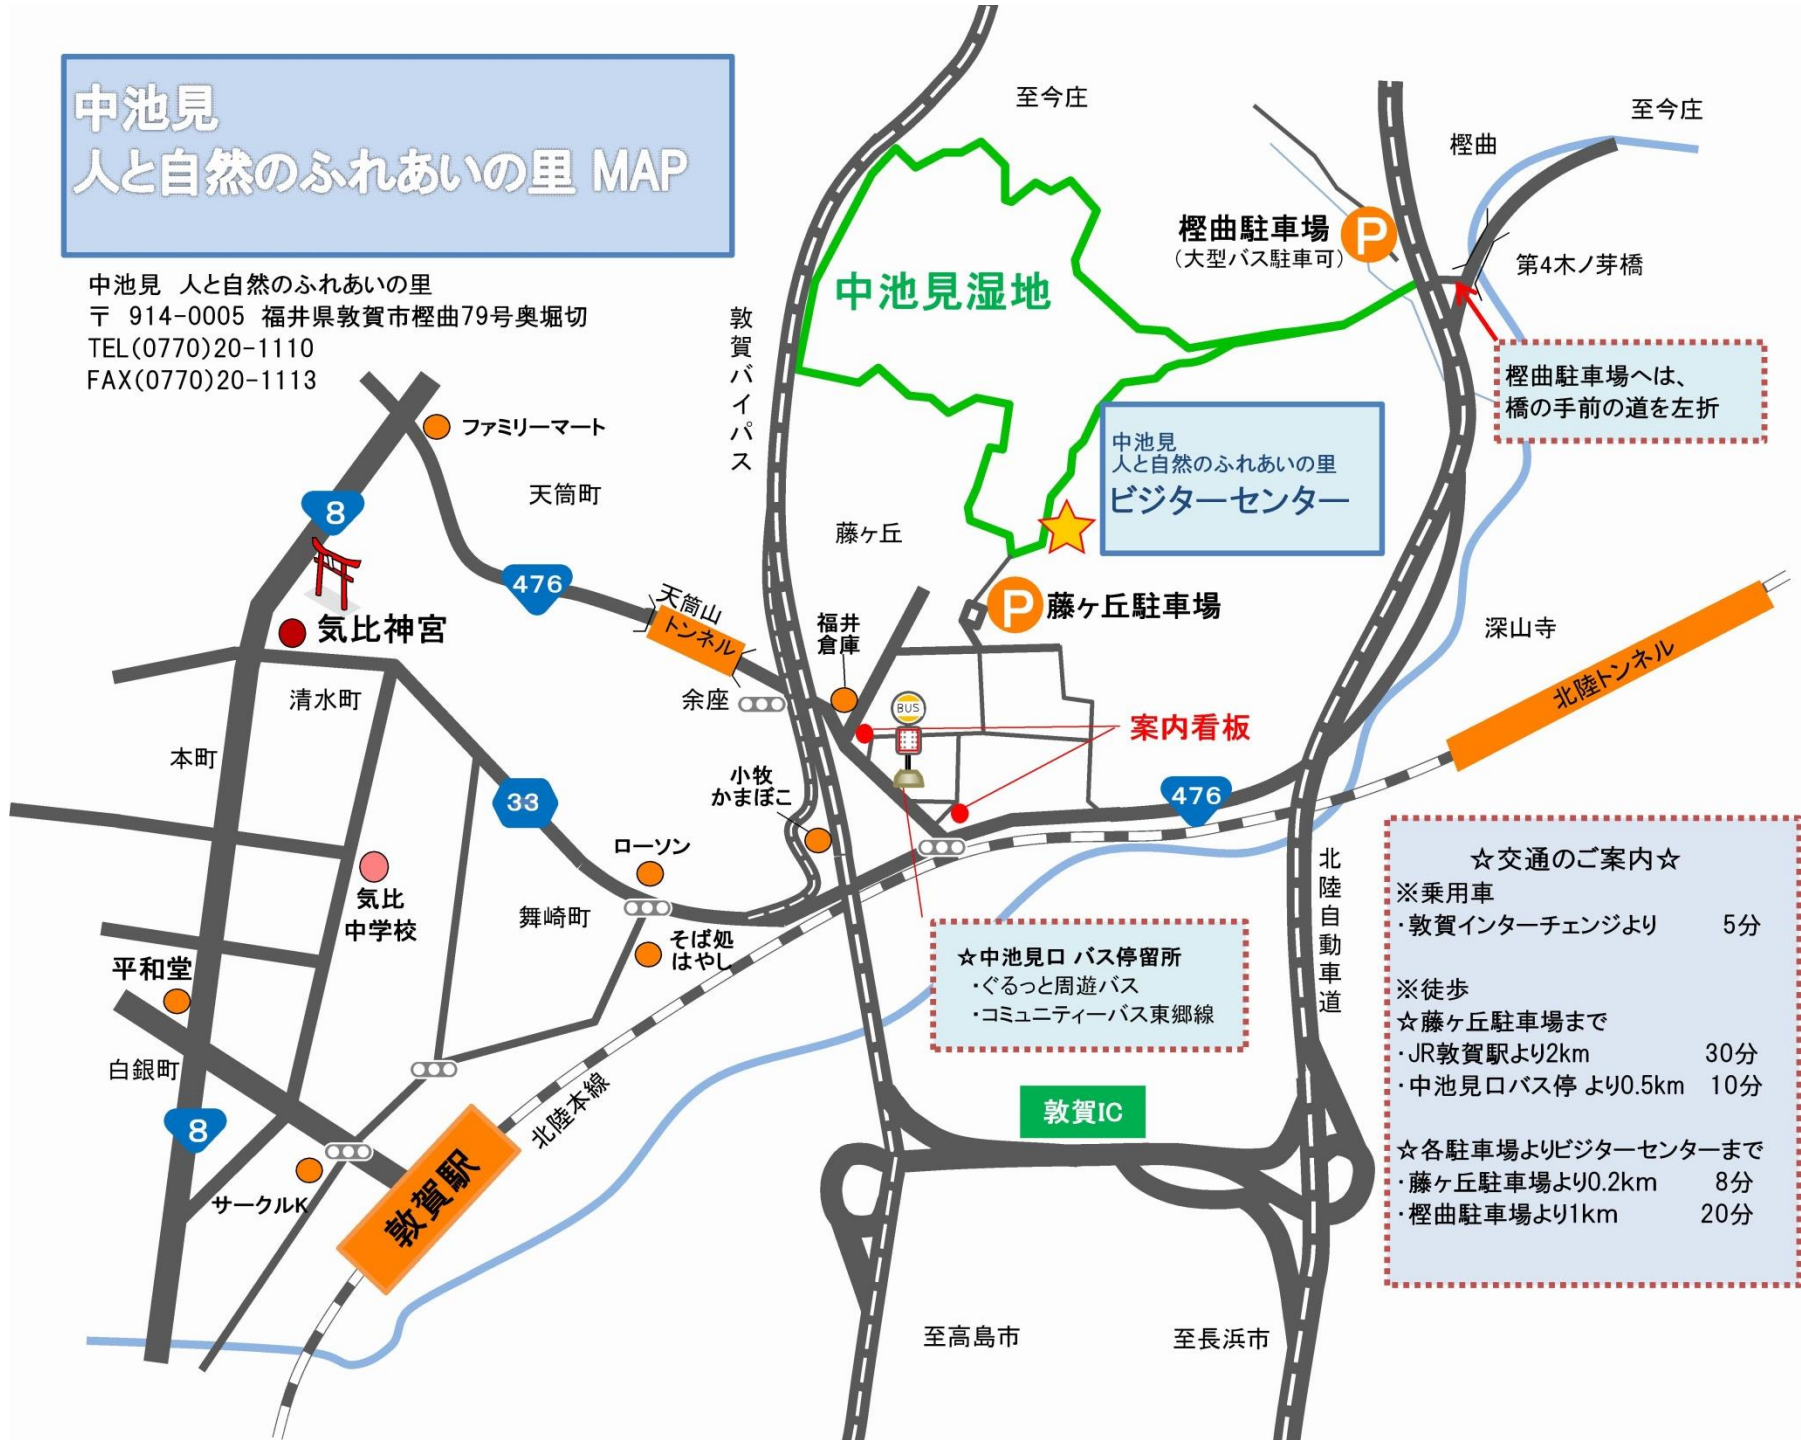 中池見
人と自然のふれあいの里 MAP
中池見 人と自然のふれあいの里
〒 914-0005 福井県敦賀市樫曲79号奥堀切
TEL(0770)20-1110
FAX(0770)20-1113
至今庄
樫曲
至今庄
樫曲駐車場
(大型バス駐車可)
P
第4木ノ芽橋
中池見湿地
敦賀バイパス
樫曲駐車場へは、
橋の手前の道を左折
ファミリーマート
天筒町
8
中池見
人と自然のふれあいの里
ビジターセンター
藤ヶ丘
476
天筒山
トンネル
P
藤ヶ丘駐車場
気比神宮
福井
倉庫
深山寺
北陸トンネル
清水町
余座
BUS
案内看板
本町
小牧
かまぼこ
33
476
ローソン
気比
中学校
舞崎町
そば処
はやし
平和堂
白銀町
☆中池見口 バス停留所
・ぐるっと周遊バス
・コミュニティーバス東郷線
北陸自動車道
☆交通のご案内☆
※乗用車
・敦賀インターチェンジより 5分
※徒歩
☆藤ヶ丘駐車場まで
・JR敦賀駅より2km 30分
・中池見口バス停 より0.5km 10分
☆各駐車場よりビジターセンターまで
・藤ヶ丘駐車場より0.2km 8分
・樫曲駐車場より1km 20分
8
北陸本線
敦賀IC
サークルK
敦賀駅
至高島市
至長浜市